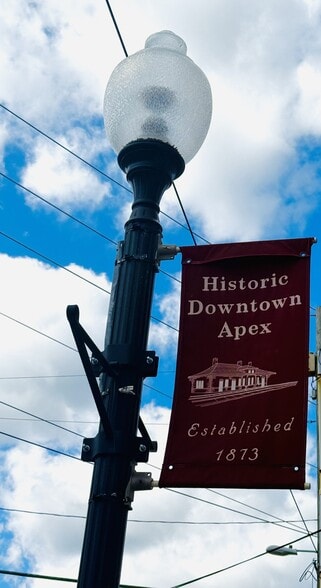 Historic
Downtown
Apex
Established
1873